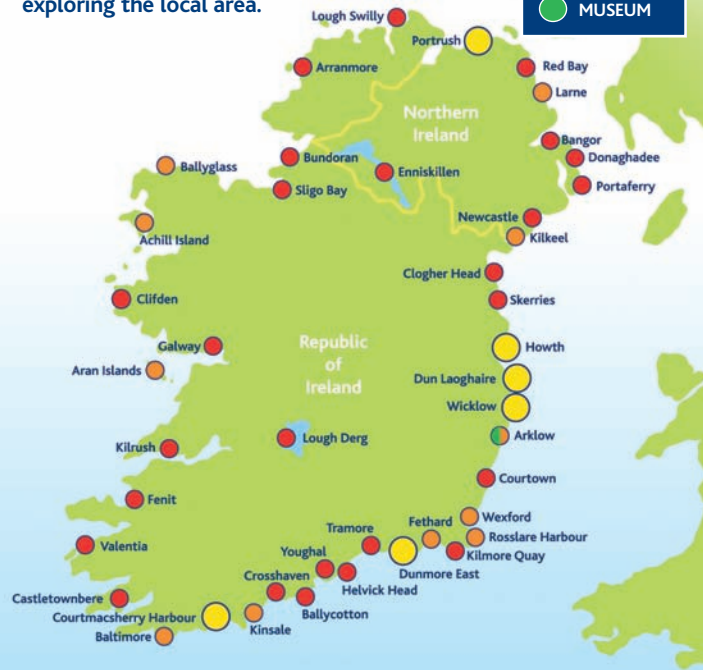 exploring the local area.
MUSEUM
Lough Swilly
Portrush
Arranmore
Red Bay
Larne
Northern
Ireland
Bangor
Donaghadee
Bundoran
Ballyglass
Enniskillen
Portaferry
Sligo Bay
Newcastle
Kilkeel
Achill Island
Clogher Head
Clifden
Skerries
Galway
Republic
of
Ireland
Howth
Aran Islands
Dun Laoghaire
Wicklow
Lough Derg
Arklow
Kilrush
Courtown
Fenit
Wexford
Fethard
Tramore
Rosslare Harbour
Valentia
Youghal
Kilmore Quay
Dunmore East
Crosshaven
Helvick Head
Castletownbere
Ballycotton
Courtmacsherry Harbour
Kinsale
Baltimore